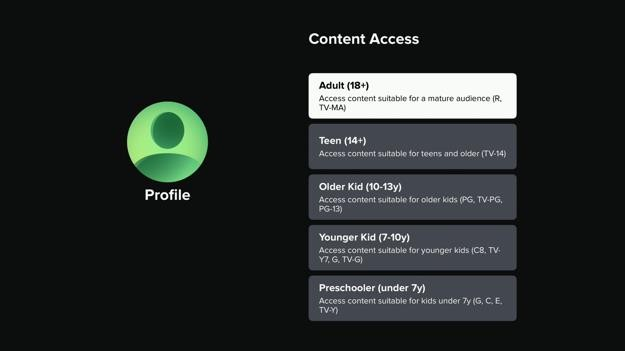 Content Access
Adult (18+)
Access content suitable for a mature audience (R,
TV-MA)
Teen (14+)
Access content suitable for teens and older (TV-14)
Older Kid (10-13y)
Access content suitable for older kids (PG, TV-PG,
PG-13)
Younger Kid (7-10y)
Access content suitable for younger kids (C8, TV-
Y7, G, TV-G)
Preschooler (under 7y)
Access content suitable for kids under 7y (G, C, E,
TV-Y)
Profile